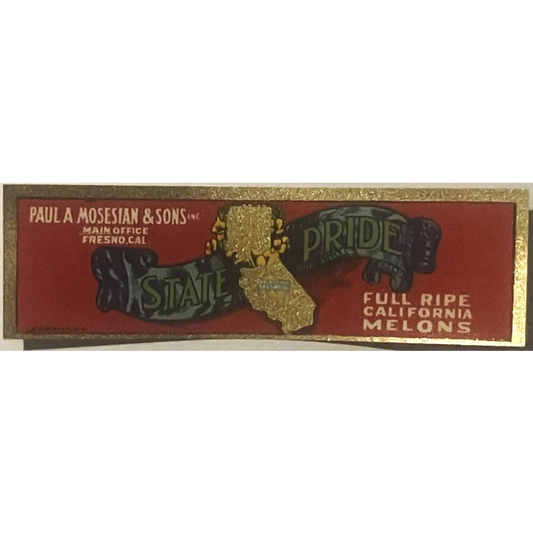 PAUL A MOSESIAN & SONS INC
MAIN OFFICE
FRESNO, CAL
STATE PRIDE
FULL RIPE
CALIFORNIA
MELONS